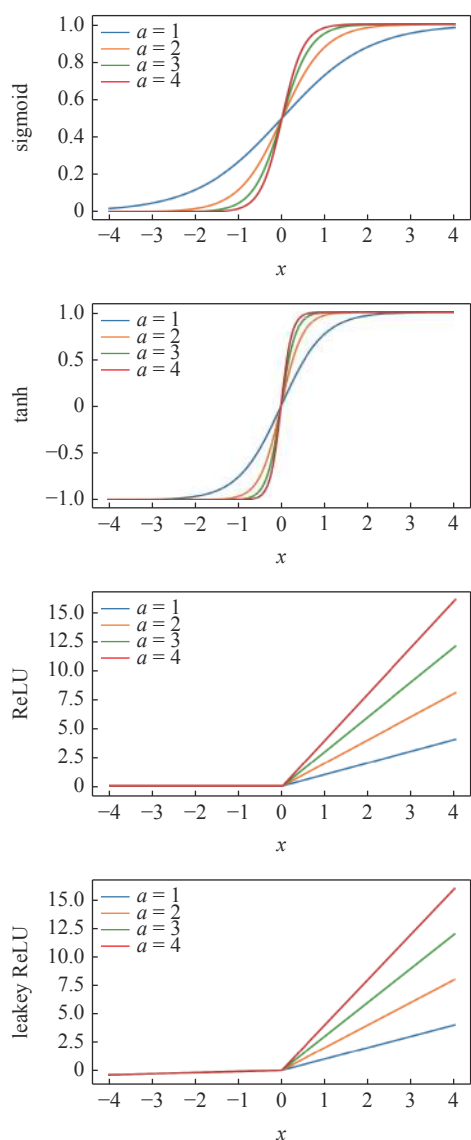 1.0
0.8
0.6
0.4
0.2
0
sigmoid
a = 1
a = 2
a = 3
a = 4
−4 −3 −2 −1 0 1 2 3 4
x
1.0
0.5
0
−0.5
−1.0
tanh
a = 1
a = 2
a = 3
a = 4
−4 −3 −2 −1 0 1 2 3 4
x
15.0
12.5
10.0
7.5
5.0
2.5
0
ReLU
a = 1
a = 2
a = 3
a = 4
−4 −3 −2 −1 0 1 2 3 4
x
15.0
12.5
10.0
7.5
5.0
2.5
0
leakey ReLU
a = 1
a = 2
a = 3
a = 4
−4 −3 −2 −1 0 1 2 3 4
x